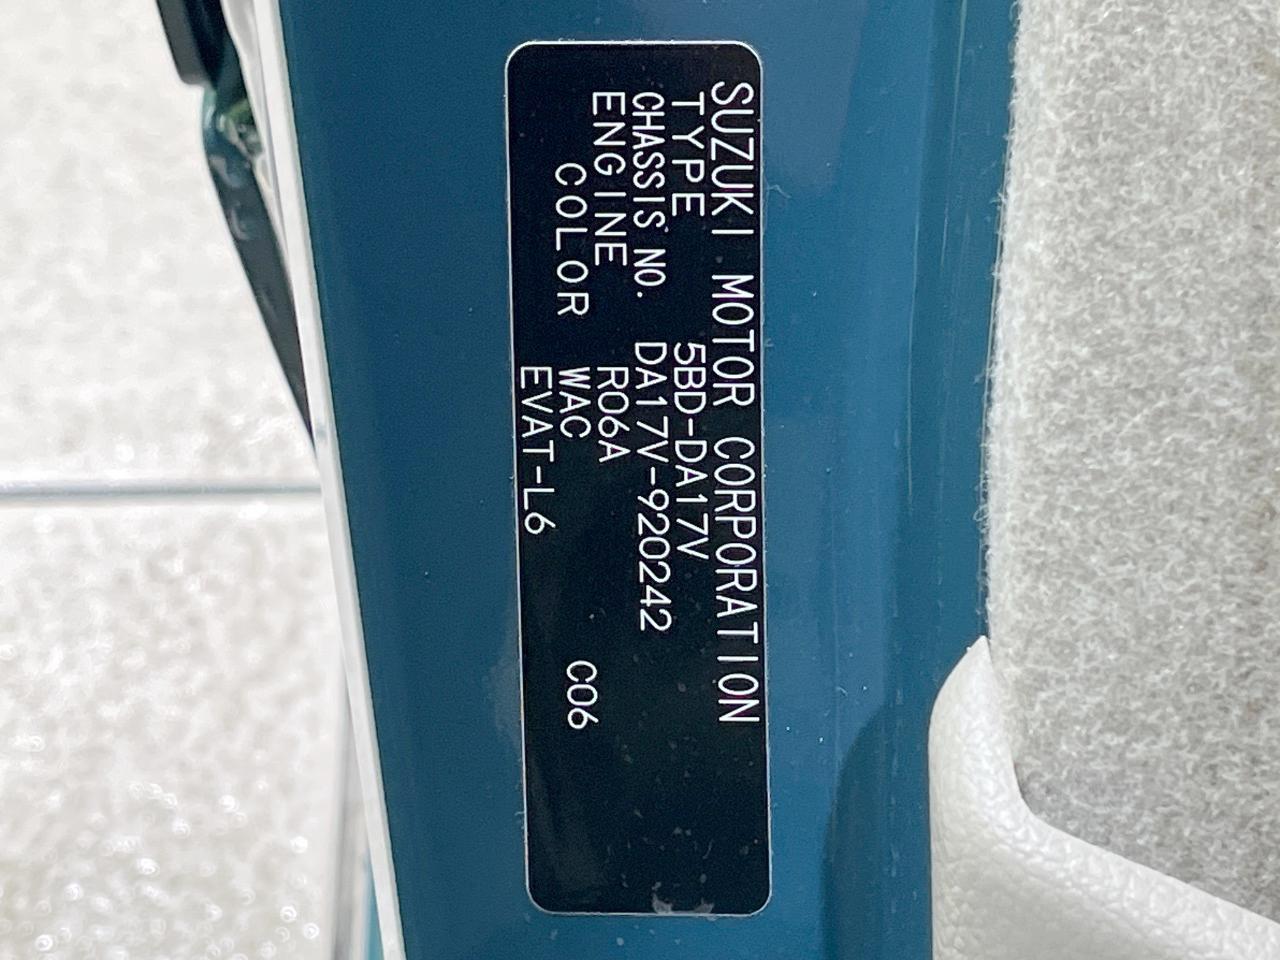 SUZUKI MOTOR CORPORATION
TYPE 5BD-DA17V
CHASSIS NO. DA17V-920242
ENGINE R06A
COLOR WAC C06
EVAT-L6